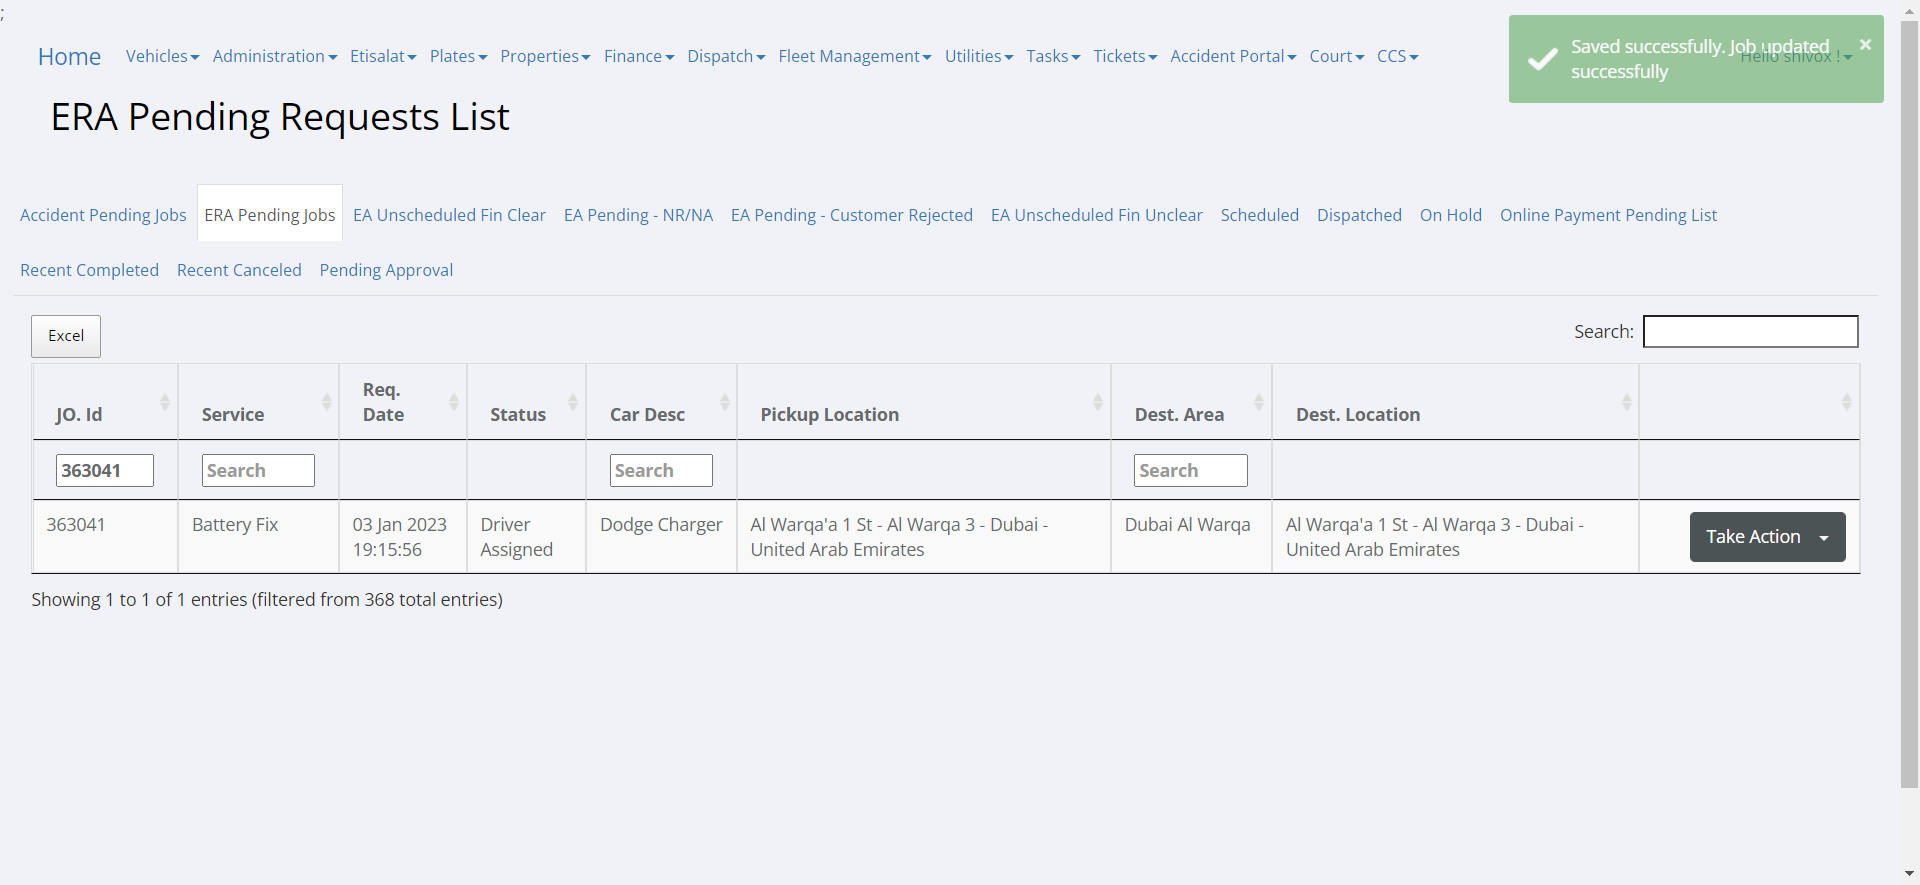 ;
Home Vehicles Administration Etisalat Plates Properties Finance Dispatch Fleet Management Utilities Tasks Tickets Accident Portal Court CCS Hello shivox !
Saved successfully. Job updated
successfully
×
ERA Pending Requests List
Accident Pending Jobs ERA Pending Jobs EA Unscheduled Fin Clear EA Pending - NR/NA EA Pending - Customer Rejected EA Unscheduled Fin Unclear Scheduled Dispatched On Hold Online Payment Pending List
Recent Completed Recent Canceled Pending Approval
Excel Search:
JO. Id Service Req. Date Status Car Desc Pickup Location Dest. Area Dest. Location
363041 Search Search Search
363041 Battery Fix 03 Jan 2023 Driver Dodge Charger Al Warqa'a 1 St - Al Warqa 3 - Dubai - Dubai Al Warqa Al Warqa'a 1 St - Al Warqa 3 - Dubai - Take Action
19:15:56 Assigned United Arab Emirates United Arab Emirates
Showing 1 to 1 of 1 entries (filtered from 368 total entries)